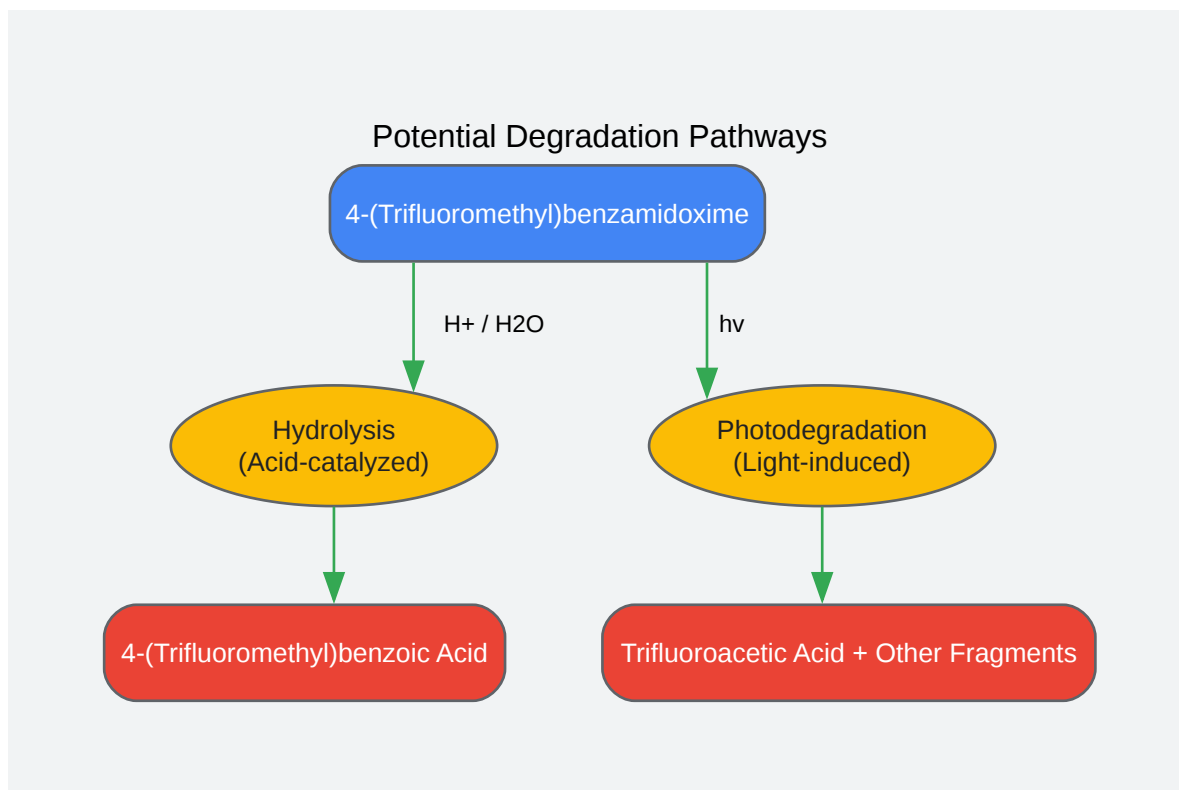 Potential Degradation Pathways
4-(Trifluoromethyl)benzamidoxime
H+ / H2O
hv
Hydrolysis
(Acid-catalyzed)
Photodegradation
(Light-induced)
4-(Trifluoromethyl)benzoic Acid
Trifluoroacetic Acid + Other Fragments